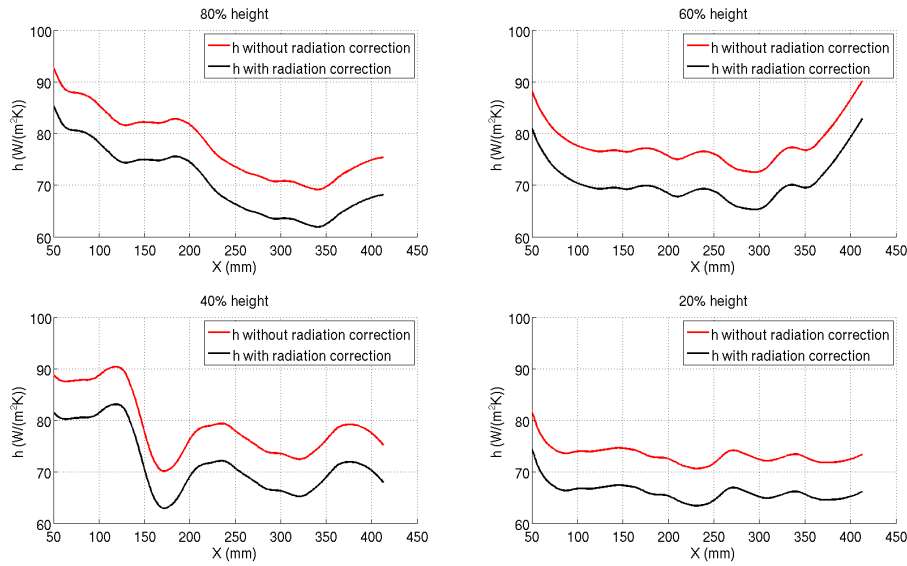 80% height
100
90
80
70
60
h (W/(m²K))
h without radiation correction
h with radiation correction
50 100 150 200 250 300 350 400 450
X (mm)
60% height
100
90
80
70
60
h (W/(m²K))
h without radiation correction
h with radiation correction
50 100 150 200 250 300 350 400 450
X (mm)
40% height
100
90
80
70
60
h (W/(m²K))
h without radiation correction
h with radiation correction
50 100 150 200 250 300 350 400 450
X (mm)
20% height
100
90
80
70
60
h (W/(m²K))
h without radiation correction
h with radiation correction
50 100 150 200 250 300 350 400 450
X (mm)